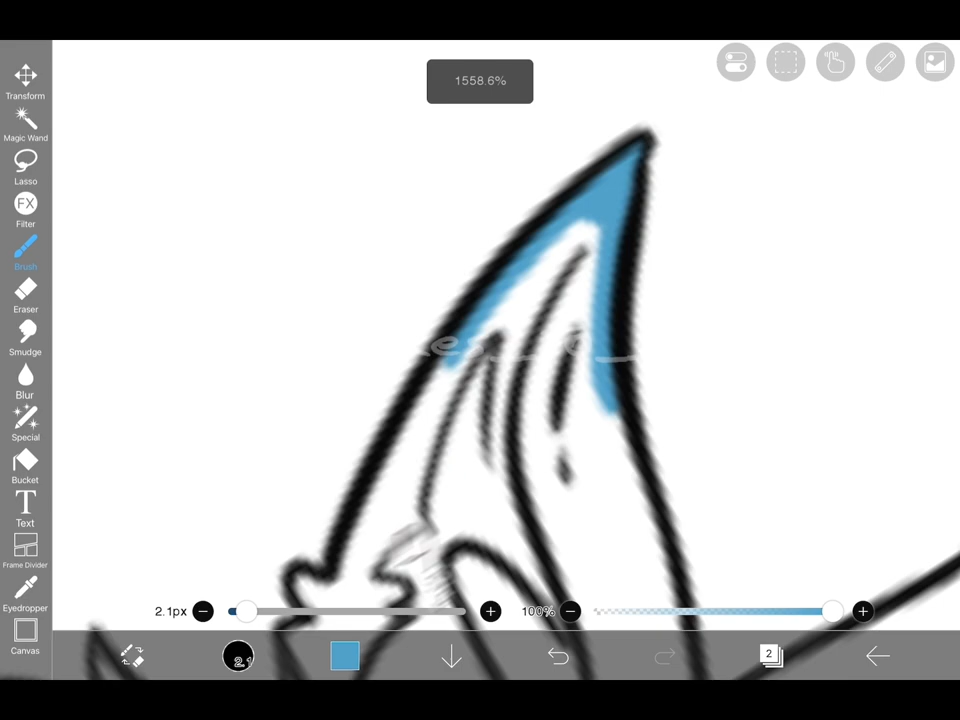 1558.6%
Transform
Magic Wand
Lasso
FX
Filter
Brush
Eraser
Smudge
Blur
Special
Bucket
T
Text
Frame Divider
Eyedropper
Canvas
2.1px
100%
2